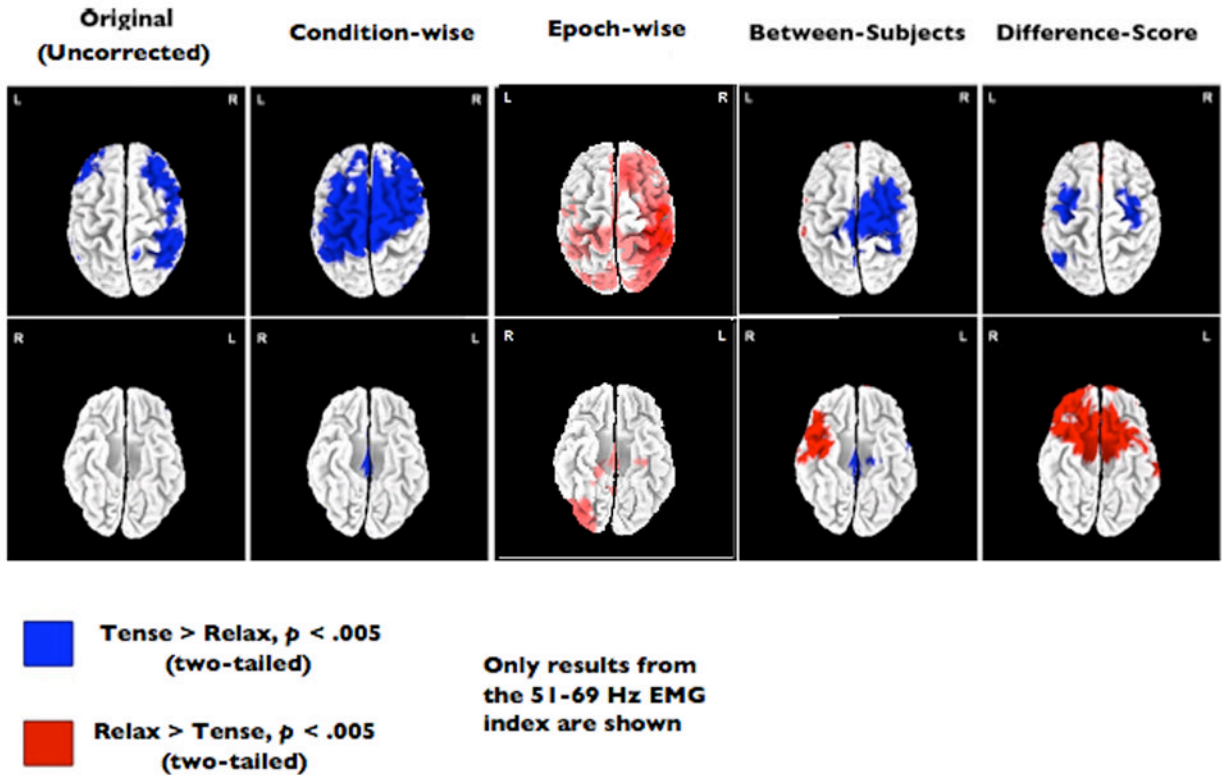 Original
(Uncorrected)
Condition-wise
Epoch-wise
Between-Subjects
Difference-Score
L R
L R
L R
L R
L R
R L
R L
R L
R L
R L
Tense > Relax, p < .005
(two-tailed)
Relax > Tense, p < .005
(two-tailed)
Only results from
the 51-69 Hz EMG
index are shown